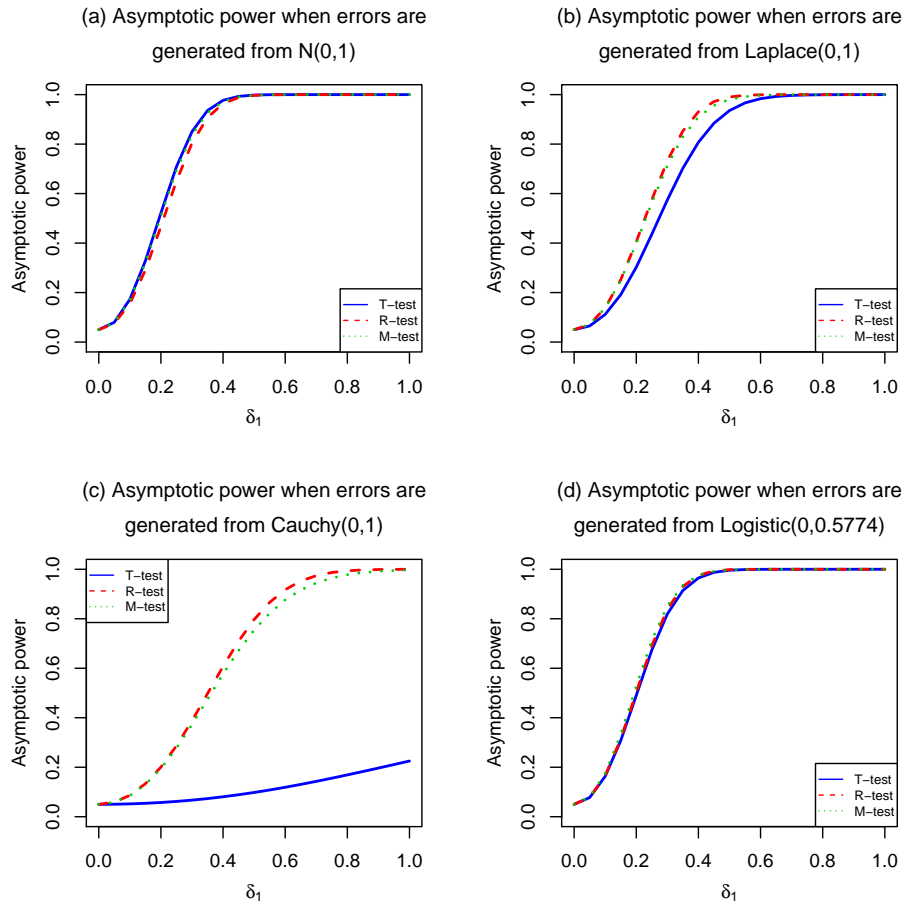 (a) Asymptotic power when errors are
generated from N(0,1)
Asymptotic power
1.0
0.8
0.6
0.4
0.2
0.0
T−test
R−test
M−test
0.0 0.2 0.4 0.6 0.8 1.0
δ1
(b) Asymptotic power when errors are
generated from Laplace(0,1)
Asymptotic power
1.0
0.8
0.6
0.4
0.2
0.0
T−test
R−test
M−test
0.0 0.2 0.4 0.6 0.8 1.0
δ1
(c) Asymptotic power when errors are
generated from Cauchy(0,1)
Asymptotic power
1.0
0.8
0.6
0.4
0.2
0.0
T−test
R−test
M−test
0.0 0.2 0.4 0.6 0.8 1.0
δ1
(d) Asymptotic power when errors are
generated from Logistic(0,0.5774)
Asymptotic power
1.0
0.8
0.6
0.4
0.2
0.0
T−test
R−test
M−test
0.0 0.2 0.4 0.6 0.8 1.0
δ1